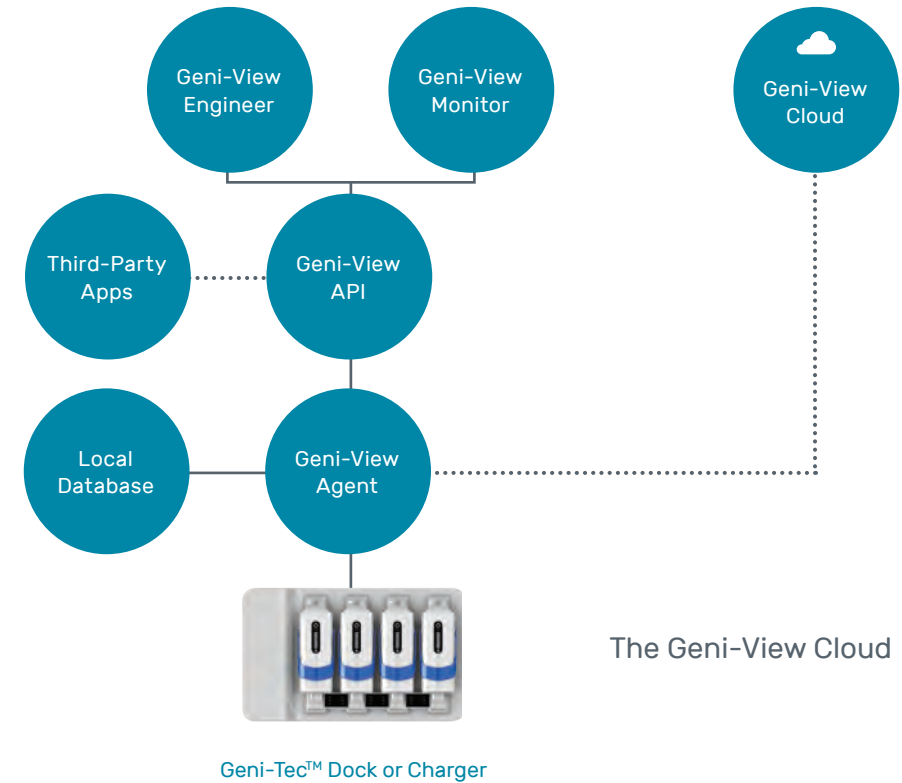 Geni-View
Engineer
Geni-View
Monitor
Geni-View
Cloud
Third-Party
Apps
Geni-View
API
Local
Database
Geni-View
Agent
The Geni-View Cloud
Geni-Tec™ Dock or Charger